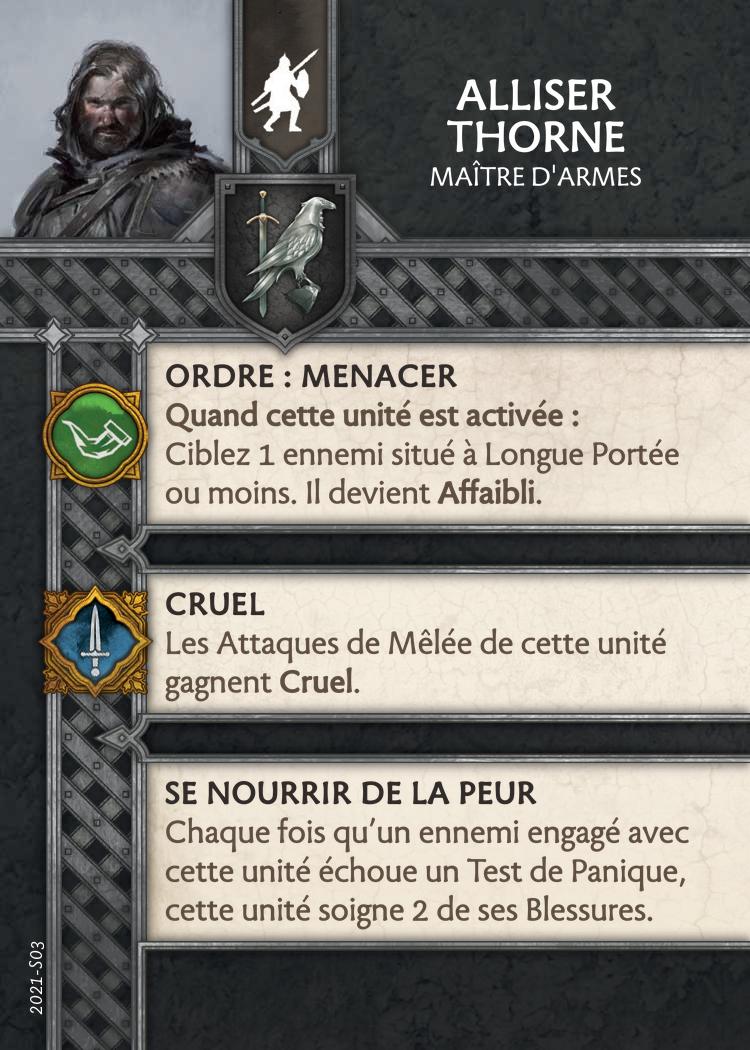 ALLISER
THORNE
MAÎTRE D'ARMES
ORDRE : MENACER
Quand cette unité est activée :
Ciblez 1 ennemi situé à Longue Portée
ou moins. Il devient Affaibli.
CRUEL
Les Attaques de Mêlée de cette unité
gagnent Cruel.
SE NOURRIR DE LA PEUR
Chaque fois qu’un ennemi engagé avec
cette unité échoue un Test de Panique,
cette unité soigne 2 de ses Blessures.
2021-S03